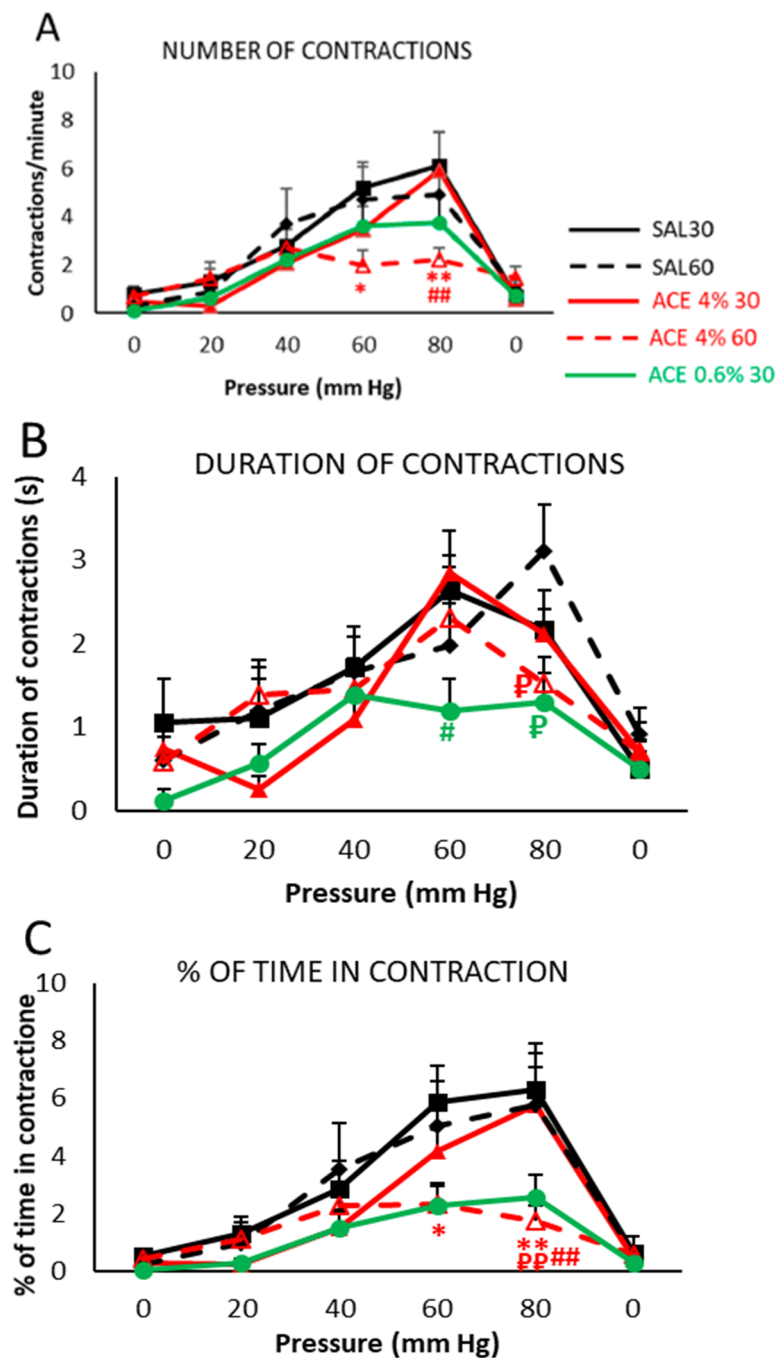 A
NUMBER OF CONTRACTIONS
10
8
6
4
2
0
Contractions/minute
*
**
##
0 20 40 60 80 0
Pressure (mm Hg)
SAL30
SAL60
ACE 4% 30
ACE 4% 60
ACE 0.6% 30
B
DURATION OF CONTRACTIONS
4
3
2
1
0
Duration of contractions (s)
₽
#
₽
0 20 40 60 80 0
Pressure (mm Hg)
C
% OF TIME IN CONTRACTION
10
8
6
4
2
0
% of time in contractione
*
**
₽₽ ##
0 20 40 60 80 0
Pressure (mm Hg)